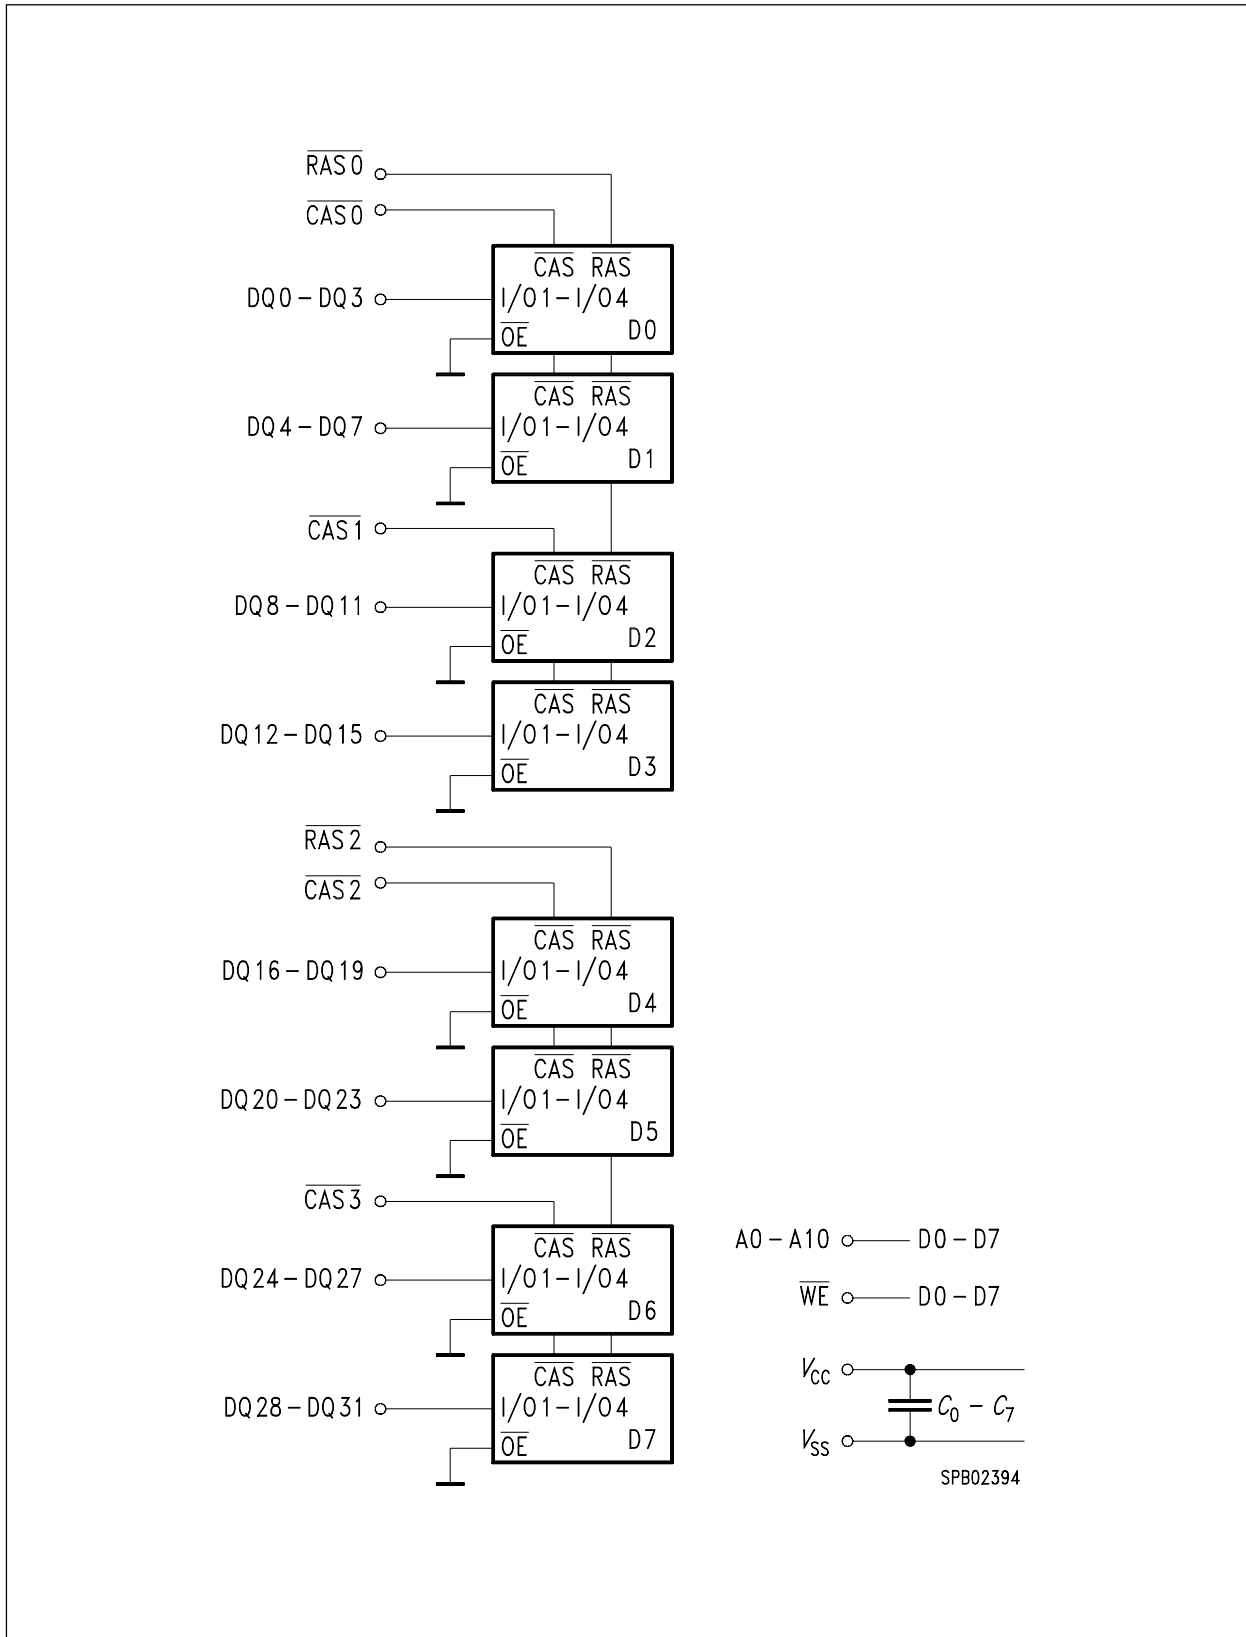 RAS0
CAS0
CAS RAS
DQ0–DQ3 I/O1–I/O4
OE D0
CAS RAS
DQ4–DQ7 I/O1–I/O4
OE D1
CAS1
CAS RAS
DQ8–DQ11 I/O1–I/O4
OE D2
CAS RAS
DQ12–DQ15 I/O1–I/O4
OE D3
RAS2
CAS2
CAS RAS
DQ16–DQ19 I/O1–I/O4
OE D4
CAS RAS
DQ20–DQ23 I/O1–I/O4
OE D5
CAS3
CAS RAS
DQ24–DQ27 I/O1–I/O4
OE D6
CAS RAS
DQ28–DQ31 I/O1–I/O4
OE D7
A0–A10 D0–D7
WE D0–D7
VCC
C0 – C7
VSS
SPB02394